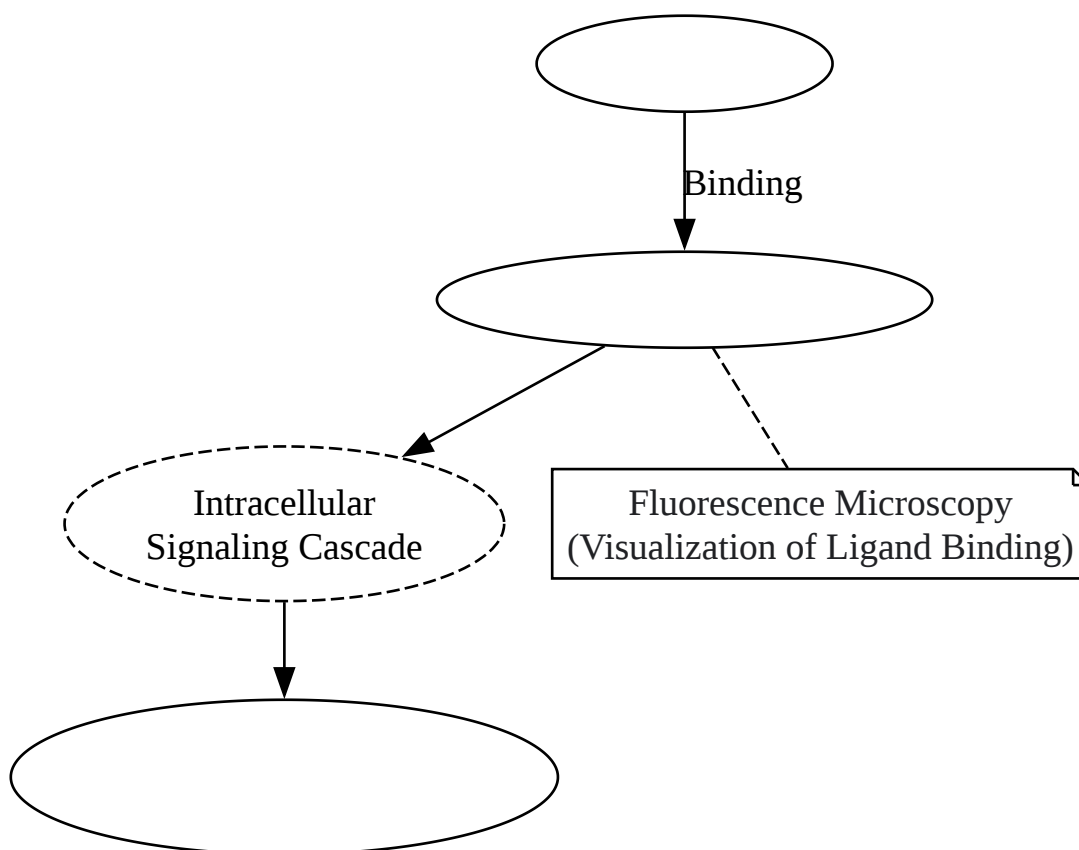 Binding
Intracellular
Signaling Cascade
Fluorescence Microscopy
(Visualization of Ligand Binding)